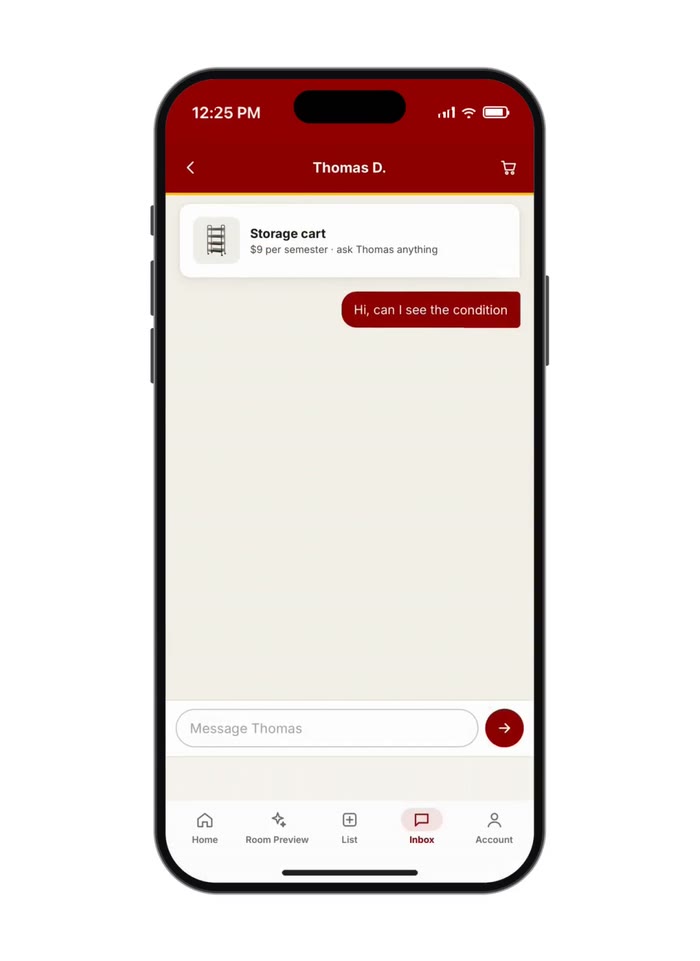 12:25 PM
Thomas D.
Storage cart
$9 per semester · ask Thomas anything
Hi, can I see the condition
Message Thomas
Home
Room Preview
List
Inbox
Account